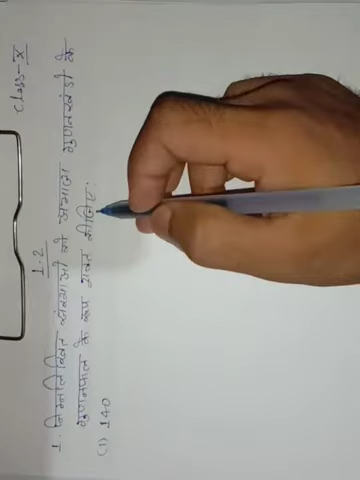 Class-X
1.2
1. निम्नलिखित संख्याओं को अभाज्य गुणनखंडों के
गुणनफल के रूप व्यक्त कीजिए:
(i) 140